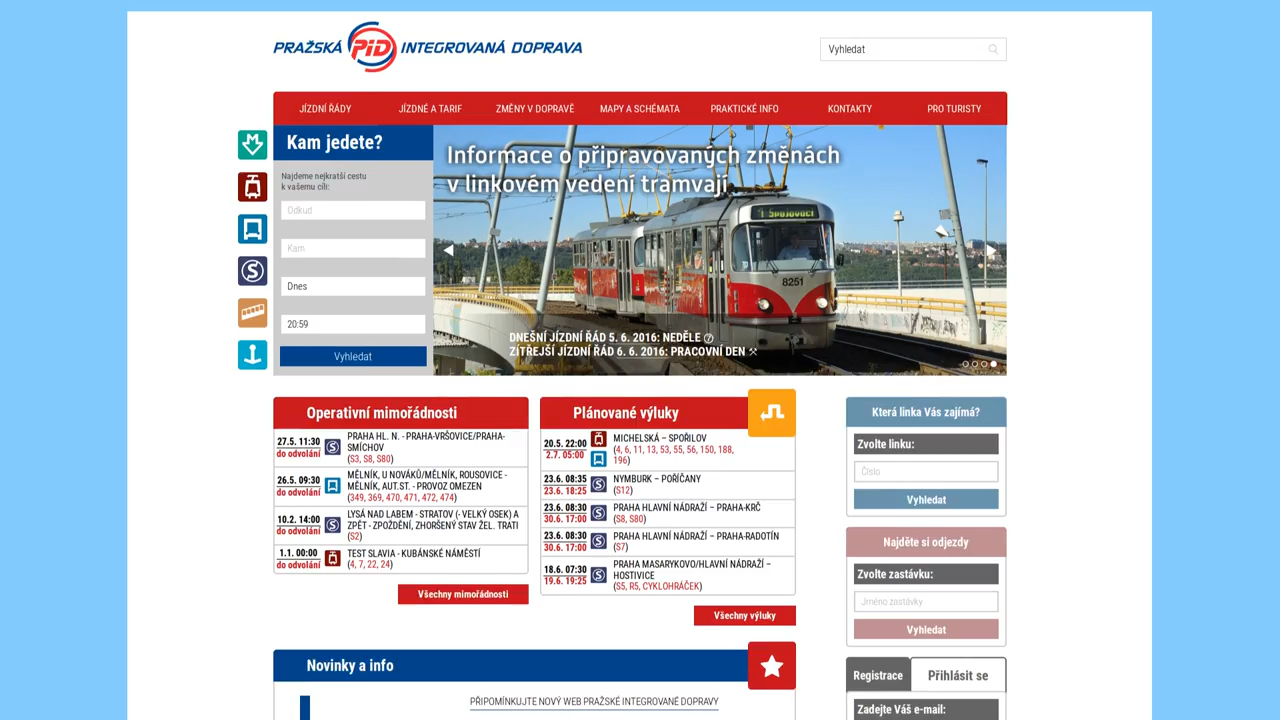 PRAŽSKÁ PID INTEGROVANÁ DOPRAVA
Vyhledat
JÍZDNÍ ŘÁDY
JÍZDNÉ A TARIF
ZMĚNY V DOPRAVĚ
MAPY A SCHÉMATA
PRAKTICKÉ INFO
KONTAKTY
PRO TURISTY
Kam jedete?
Najdeme nejkratší cestu
k vašemu cíli:
Odkud
Kam
Dnes
20:59
Vyhledat
Informace o připravovaných změnách
v linkovém vedení tramvají
7 Spojovací
8251
DNEŠNÍ JÍZDNÍ ŘÁD 5. 6. 2016: NEDĚLE
ZÍTŘEJŠÍ JÍZDNÍ ŘÁD 6. 6. 2016: PRACOVNÍ DEN
Operativní mimořádnosti
27.5. 11:30
do odvolání
PRAHA HL. N. - PRAHA-VRŠOVICE/PRAHA-
SMÍCHOV
(S3, S8, S80)
26.5. 09:30
do odvolání
MĚLNÍK, U NOVÁKŮ/MĚLNÍK, ROUSOVICE -
MĚLNÍK, AUT.ST. - PROVOZ OMEZEN
(349, 369, 470, 471, 472, 474)
10.2. 14:00
do odvolání
LYSÁ NAD LABEM - STRATOV (- VELKÝ OSEK) A
ZPĚT - ZPOŽDĚNÍ, ZHORŠENÝ STAV ŽEL. TRATI
(S2)
1.1. 00:00
do odvolání
TEST SLAVIA - KUBÁNSKÉ NÁMĚSTÍ
(4, 7, 22, 24)
Všechny mimořádnosti
Plánované výluky
20.5. 22:00
2.7. 05:00
MICHELSKÁ – SPOŘILOV
(4, 6, 11, 13, 53, 55, 56, 150, 188,
196)
23.6. 08:35
23.6. 18:25
NYMBURK – POŘÍČANY
(S12)
23.6. 08:30
30.6. 17:00
PRAHA HLAVNÍ NÁDRAŽÍ – PRAHA-KRČ
(S8, S80)
23.6. 08:30
30.6. 17:00
PRAHA HLAVNÍ NÁDRAŽÍ – PRAHA-RADOTÍN
(S7)
18.6. 07:30
19.6. 19:25
PRAHA MASARYKOVO/HLAVNÍ NÁDRAŽÍ –
HOSTIVICE
(S5, R5, CYKLOHRÁČEK)
Všechny výluky
Která linka Vás zajímá?
Zvolte linku:
Číslo
Vyhledat
Najděte si odjezdy
Zvolte zastávku:
Jméno zastávky
Vyhledat
Registrace
Přihlásit se
Zadejte Váš e-mail:
Novinky a info
PŘIPOMÍNKUJTE NOVÝ WEB PRAŽSKÉ INTEGROVANÉ DOPRAVY